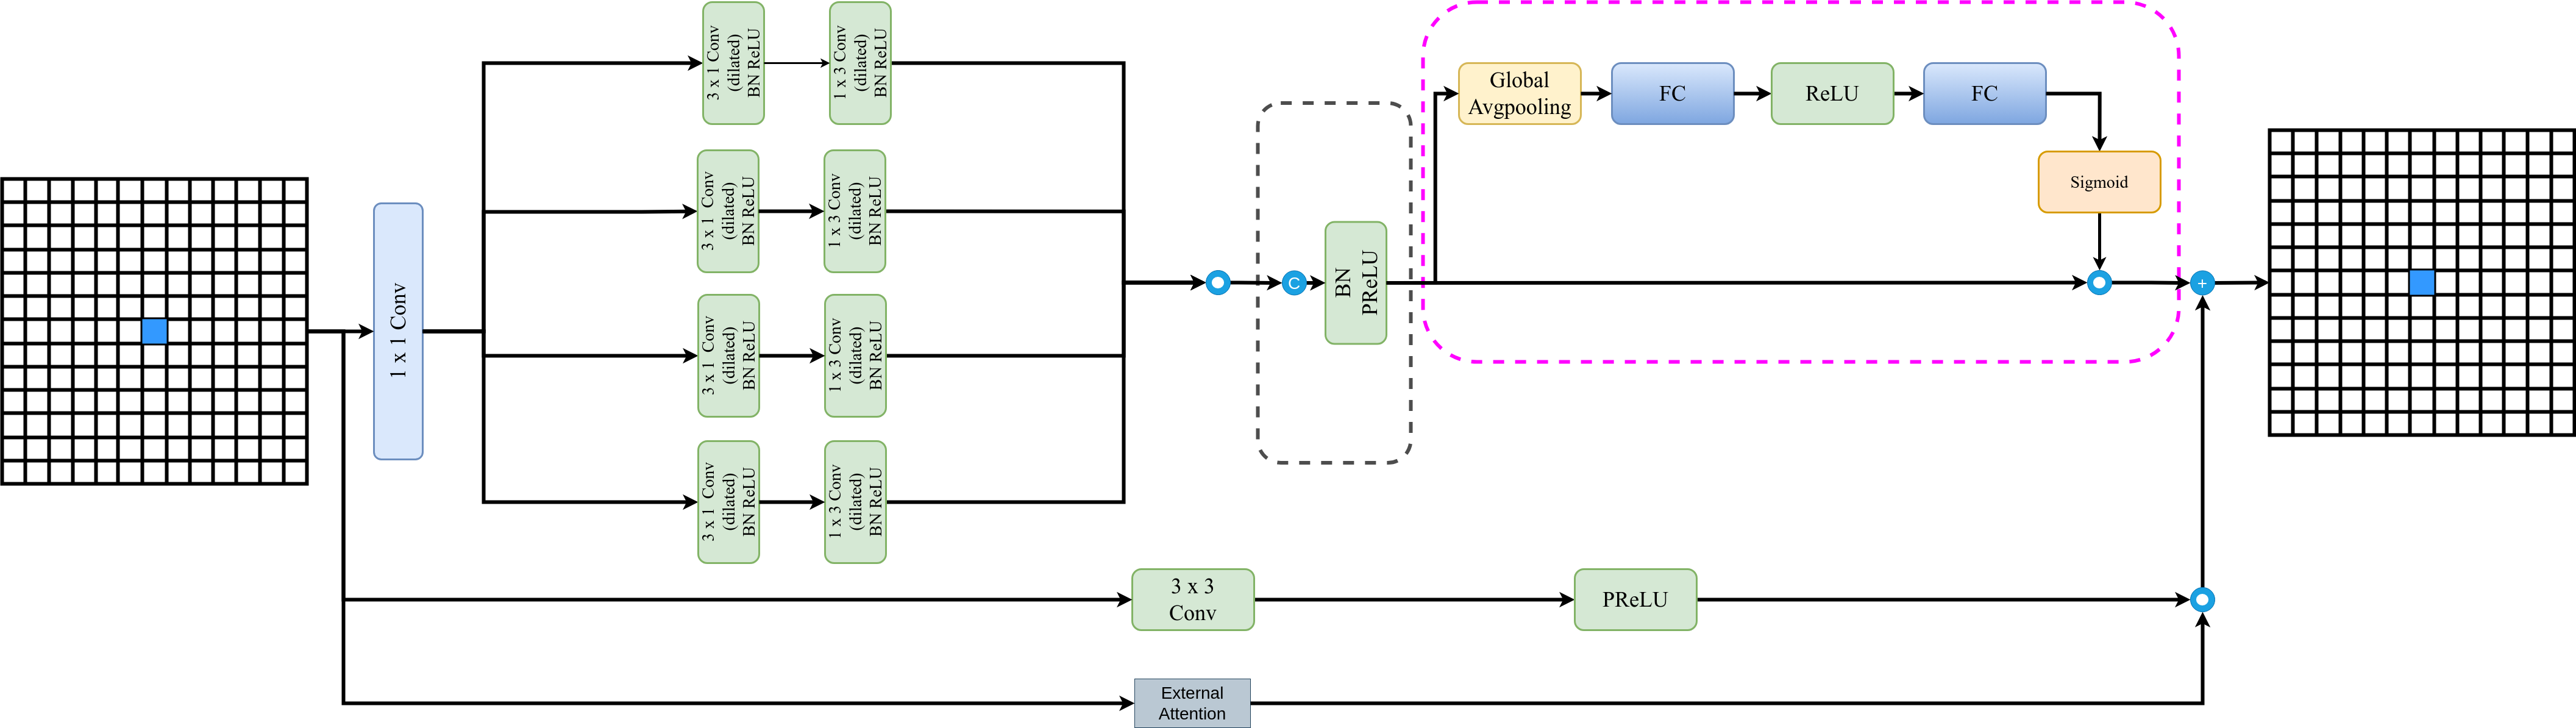 1 x 1 Conv
3 x 1 Conv
(dilated)
BN ReLU
1 x 3 Conv
(dilated)
BN ReLU
3 x 1 Conv
(dilated)
BN ReLU
1 x 3 Conv
(dilated)
BN ReLU
3 x 1 Conv
(dilated)
BN ReLU
1 x 3 Conv
(dilated)
BN ReLU
3 x 1 Conv
(dilated)
BN ReLU
1 x 3 Conv
(dilated)
BN ReLU
C
BN
PReLU
Global
Avgpooling
FC
ReLU
FC
Sigmoid
+
3 x 3
Conv
PReLU
External
Attention